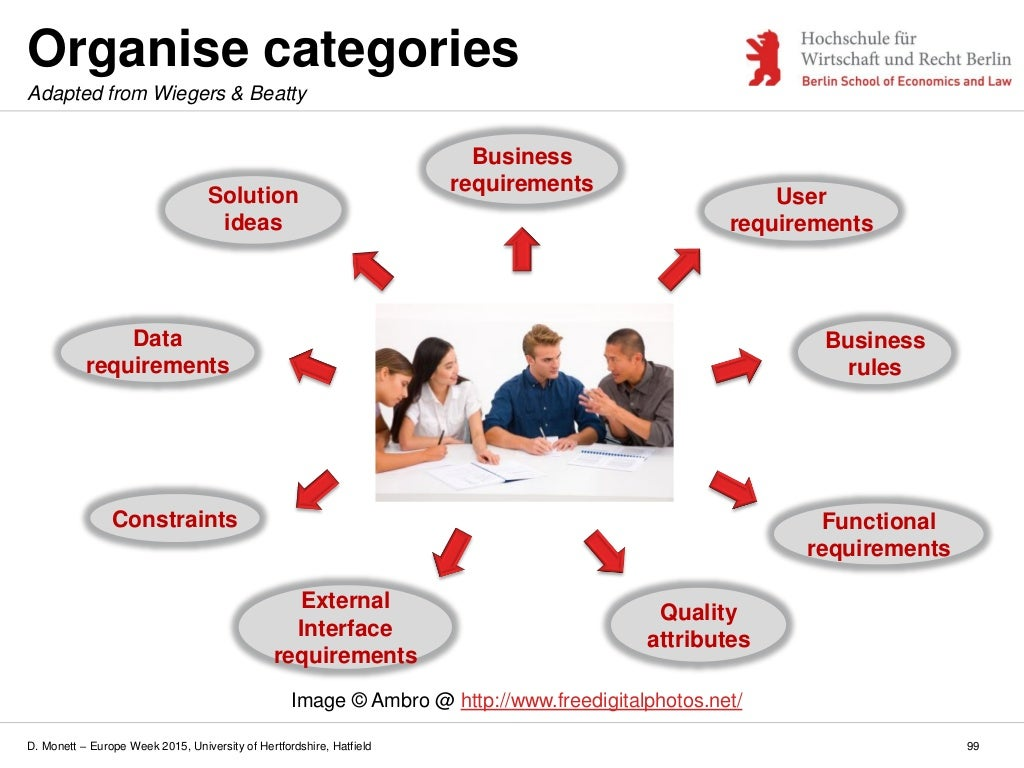 Organise categories
Adapted from Wiegers & Beatty
Hochschule für
Wirtschaft und Recht Berlin
Berlin School of Economics and Law
Business
requirements
Solution
ideas
User
requirements
Data
requirements
Business
rules
Constraints
Functional
requirements
External
Interface
requirements
Quality
attributes
Image © Ambro @ http://www.freedigitalphotos.net/
D. Monett – Europe Week 2015, University of Hertfordshire, Hatfield
99